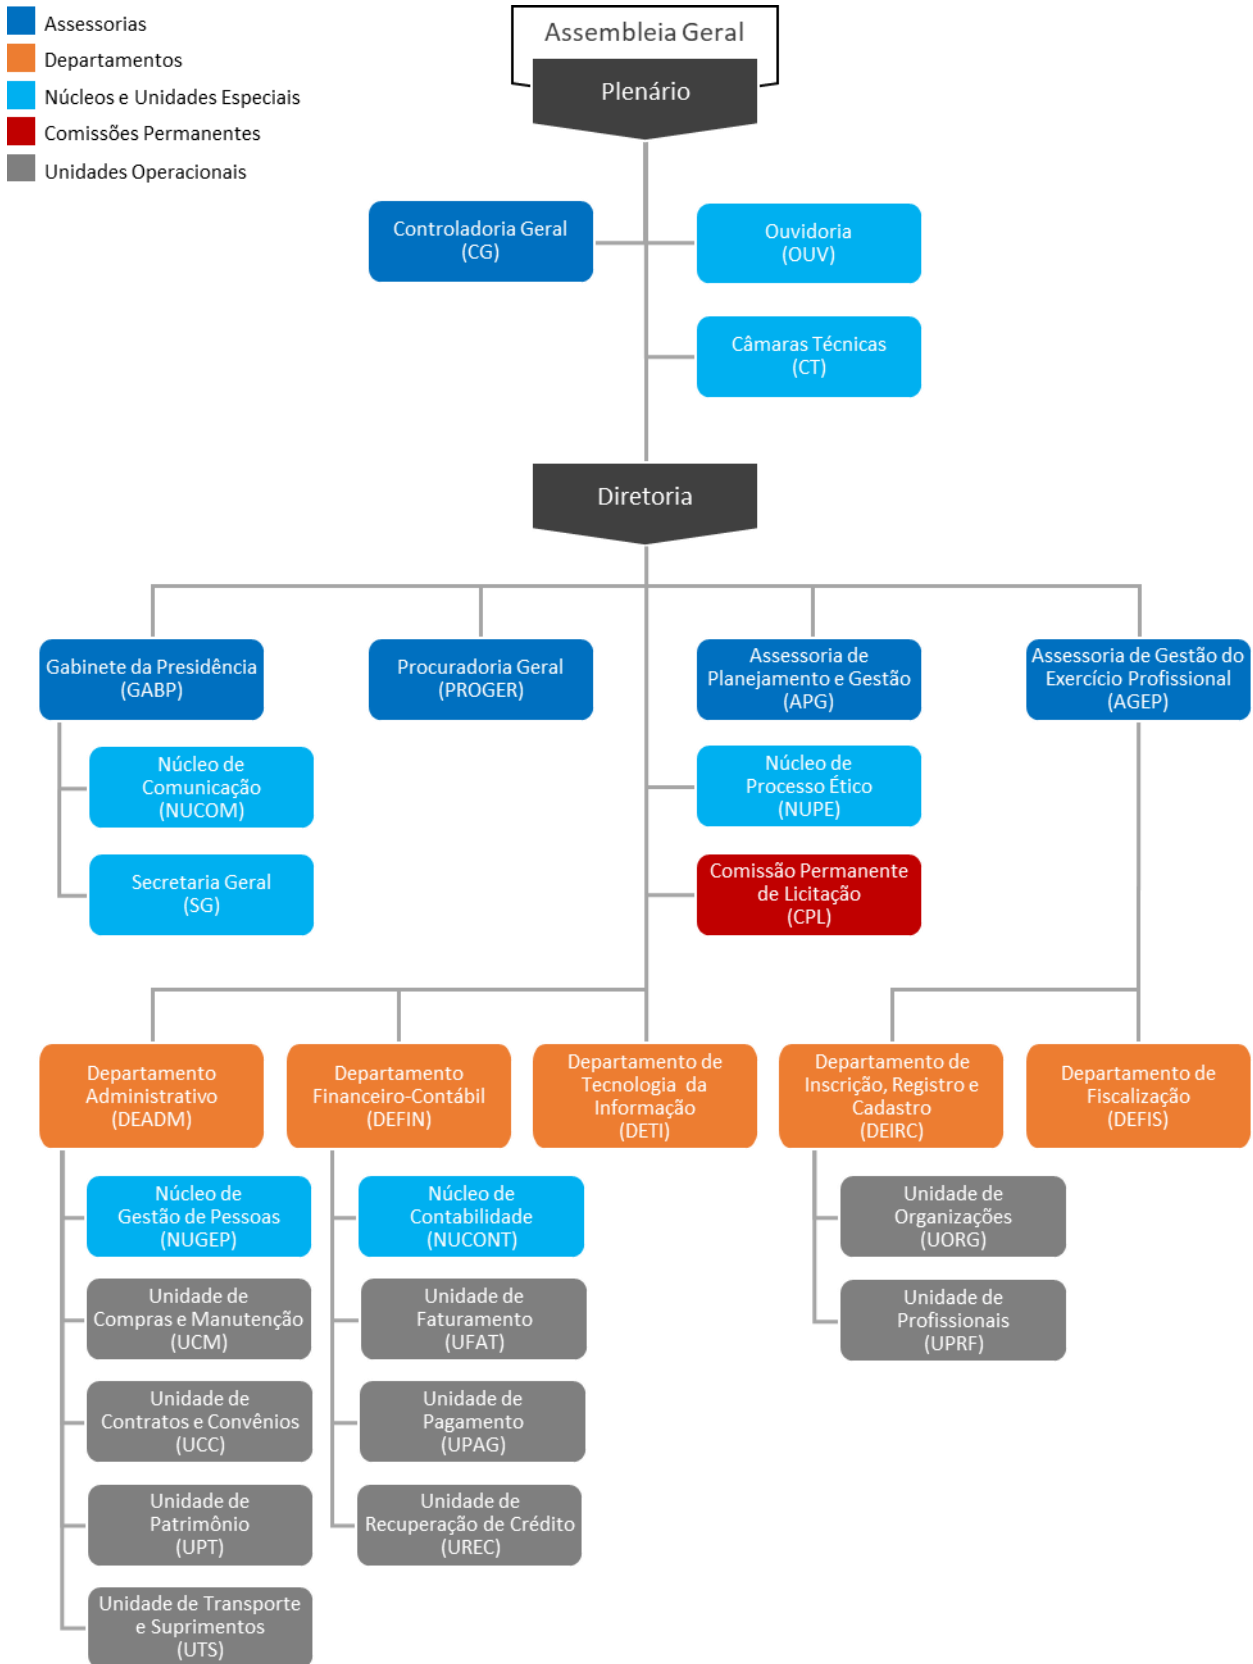 Assessorias
Departamentos
Núcleos e Unidades Especiais
Comissões Permanentes
Unidades Operacionais
Assembleia Geral
Plenário
Controladoria Geral
(CG)
Ouvidoria
(OUV)
Câmaras Técnicas
(CT)
Diretoria
Gabinete da Presidência
(GABP)
Procuradoria Geral
(PROGER)
Assessoria de
Planejamento e Gestão
(APG)
Assessoria de Gestão do
Exercício Profissional
(AGEP)
Núcleo de
Comunicação
(NUCOM)
Núcleo de
Processo Ético
(NUPE)
Secretaria Geral
(SG)
Comissão Permanente
de Licitação
(CPL)
Departamento
Administrativo
(DEADM)
Departamento
Financeiro-Contábil
(DEFIN)
Departamento de
Tecnologia da
Informação
(DETI)
Departamento de
Inscrição, Registro e
Cadastro
(DEIRC)
Departamento de
Fiscalização
(DEFIS)
Núcleo de
Gestão de Pessoas
(NUGEP)
Núcleo de
Contabilidade
(NUCONT)
Unidade de
Organizações
(UORG)
Unidade de
Compras e Manutenção
(UCM)
Unidade de
Faturamento
(UFAT)
Unidade de
Profissionais
(UPRF)
Unidade de
Contratos e Convênios
(UCC)
Unidade de
Pagamento
(UPAG)
Unidade de
Patrimônio
(UPT)
Unidade de
Recuperação de Crédito
(UREC)
Unidade de Transporte
e Suprimentos
(UTS)